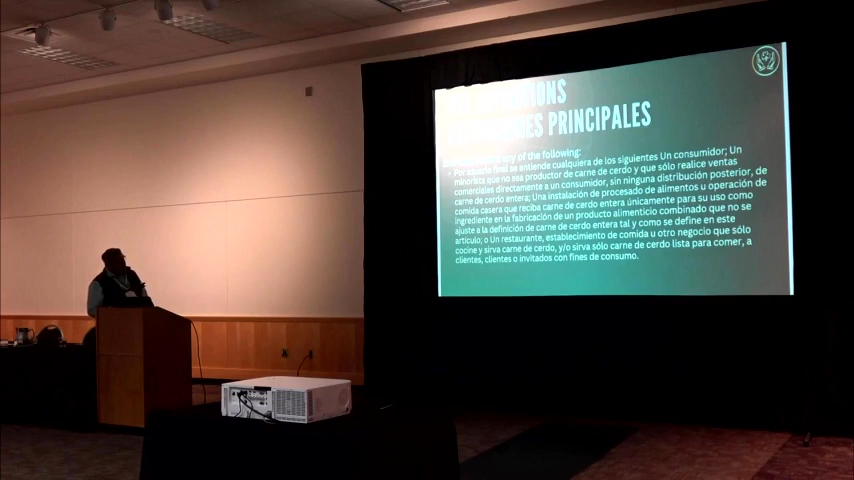 PRINCIPALES
any of the following:
• Por usuario final se entiende cualquiera de los siguientes Un consumidor; Un
minorista que no sea productor de carne de cerdo y que sólo realice ventas
comerciales directamente a un consumidor, sin ninguna distribución posterior, de
carne de cerdo entera; Una instalación de procesado de alimentos u operación de
comida casera que reciba carne de cerdo entera únicamente para su uso como
ingrediente en la fabricación de un producto alimenticio combinado que no se
ajuste a la definición de carne de cerdo entera tal y como se define en este
artículo; o Un restaurante, establecimiento de comida u otro negocio que sólo
cocine y sirva carne de cerdo, y/o sirva sólo carne de cerdo lista para comer, a
clientes, clientes o invitados con fines de consumo.